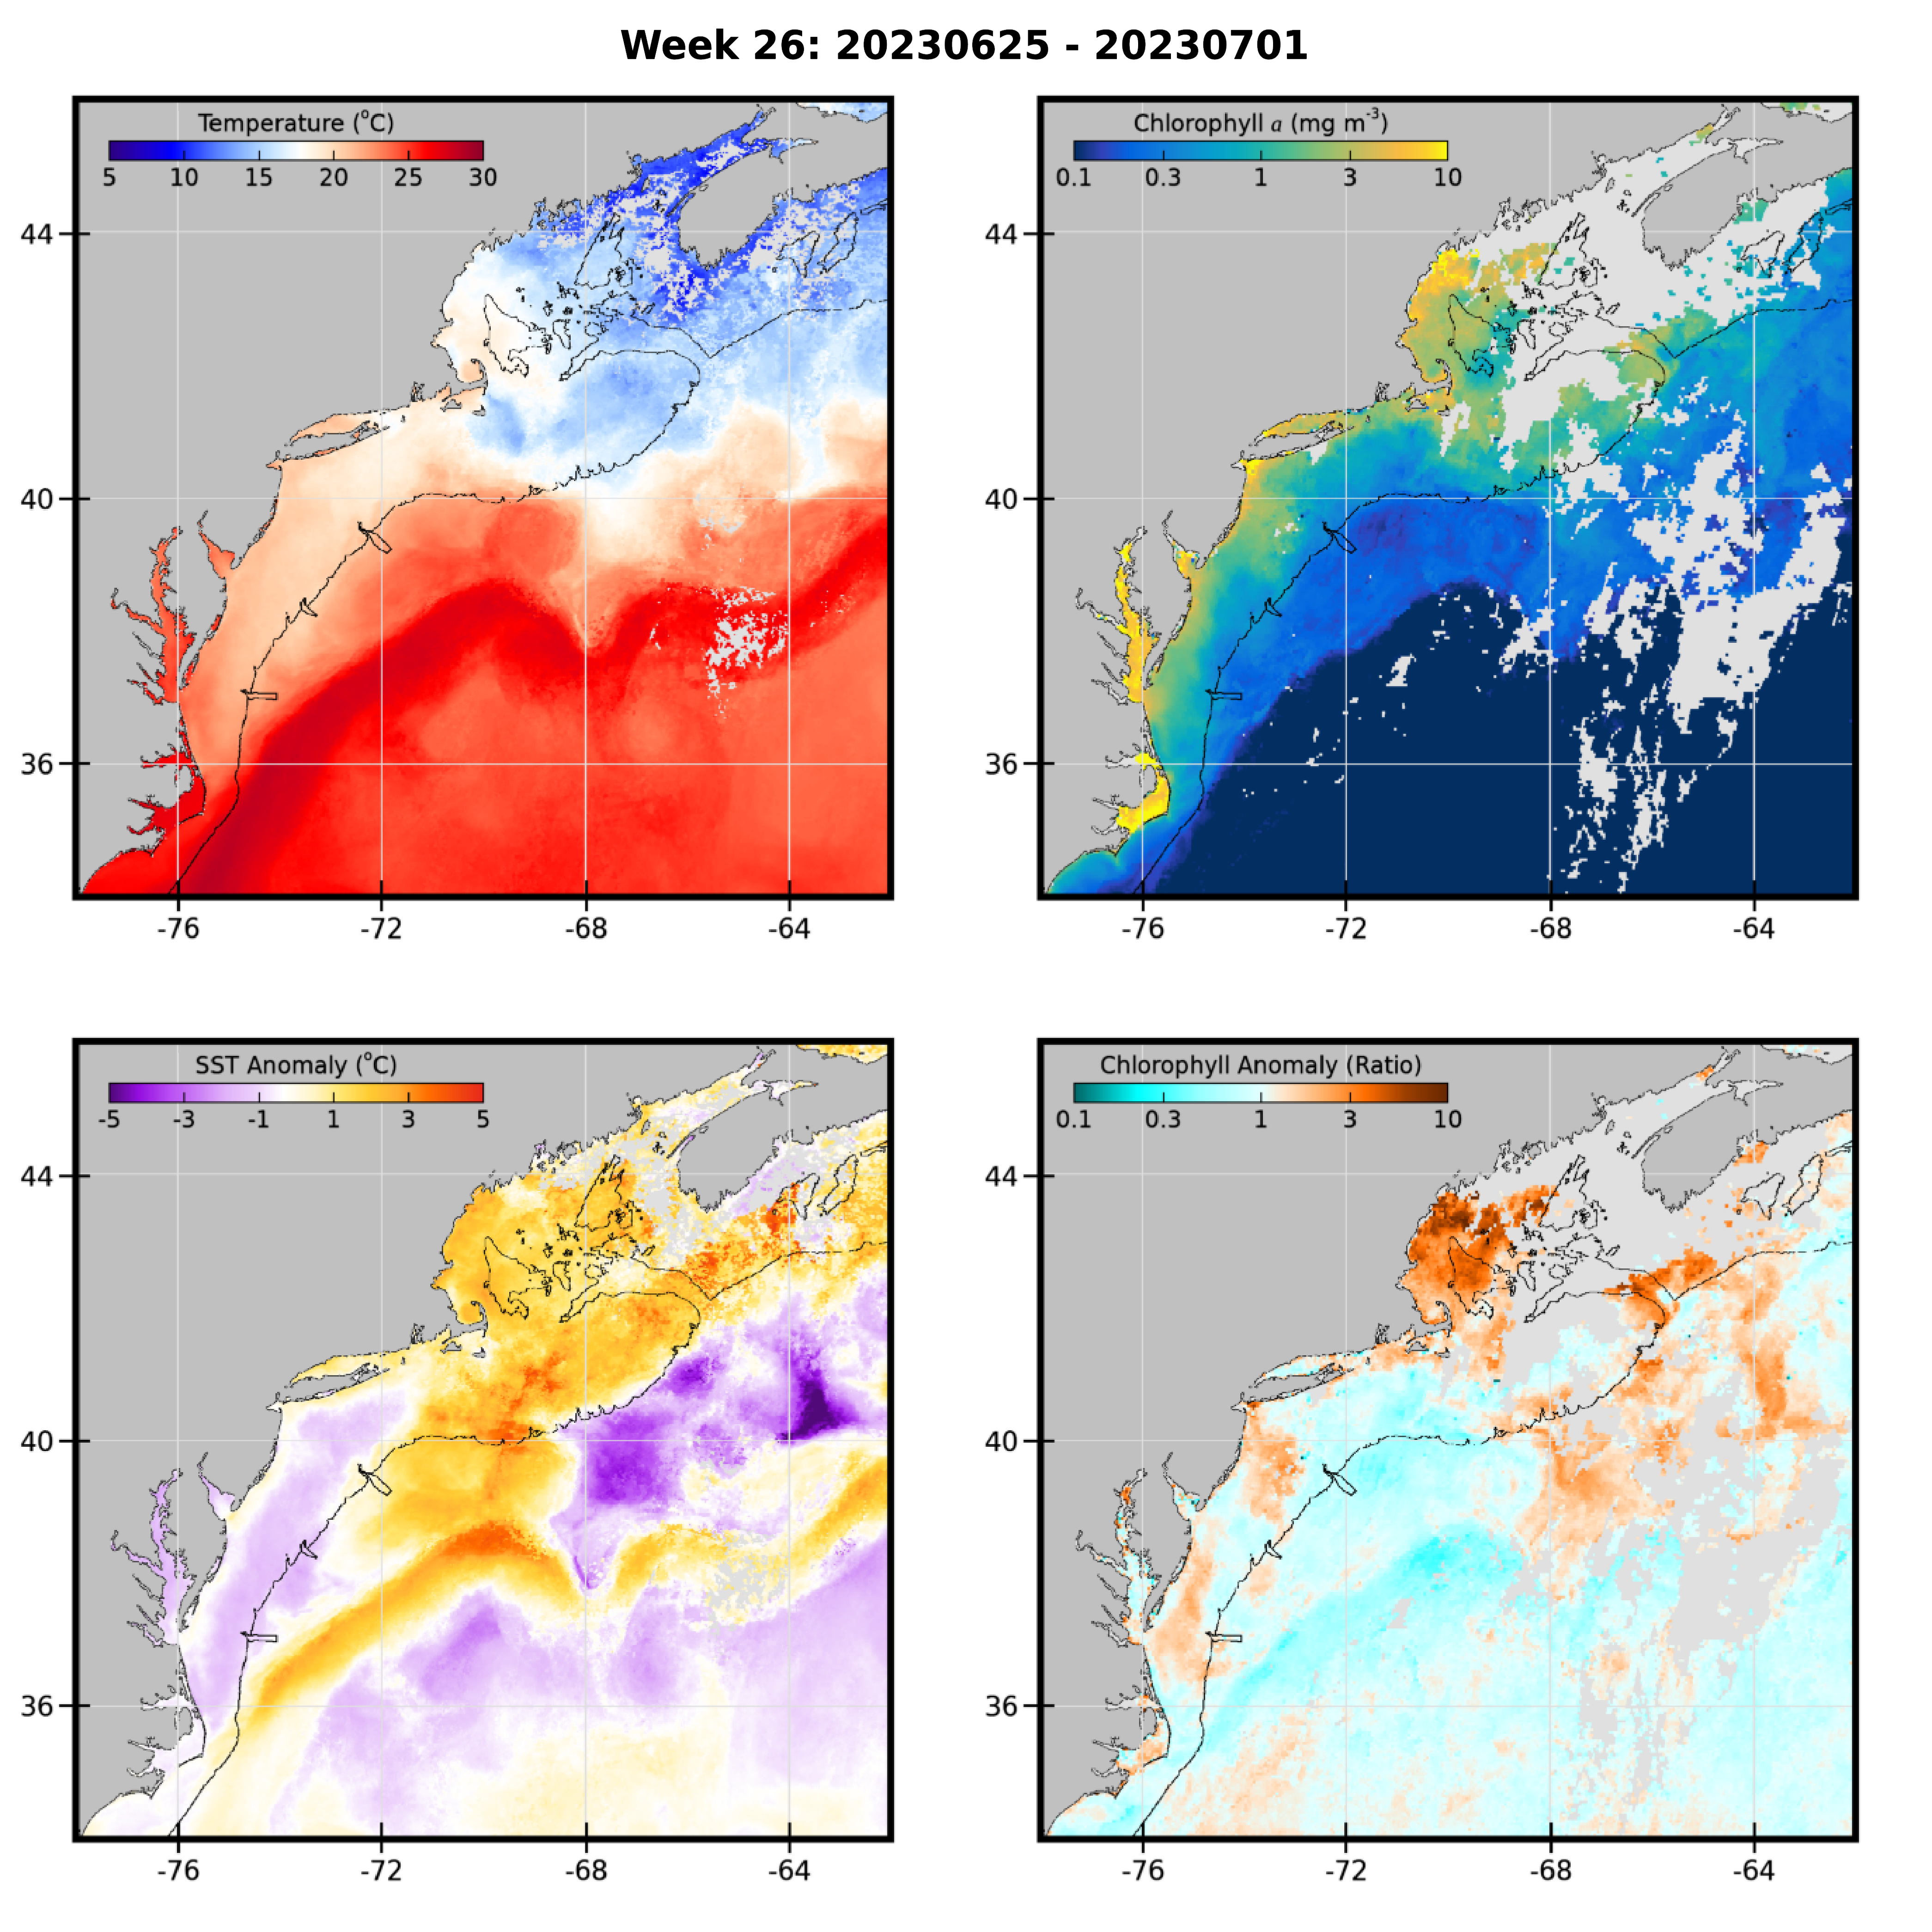 Week 26: 20230625 - 20230701
Temperature (°C)
5 10 15 20 25 30
44
40
36
-76 -72 -68 -64
Chlorophyll a (mg m⁻³)
0.1 0.3 1 3 10
44
40
36
-76 -72 -68 -64
SST Anomaly (°C)
-5 -3 -1 1 3 5
44
40
36
-76 -72 -68 -64
Chlorophyll Anomaly (Ratio)
0.1 0.3 1 3 10
44
40
36
-76 -72 -68 -64